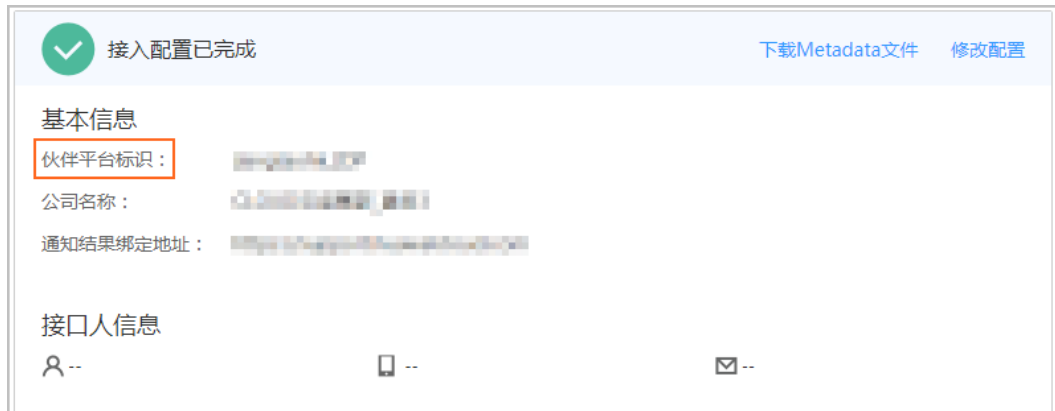 接入配置已完成 下载Metadata文件 修改配置
基本信息
伙伴平台标识：
公司名称：
通知结果绑定地址：
接口人信息
-- -- --